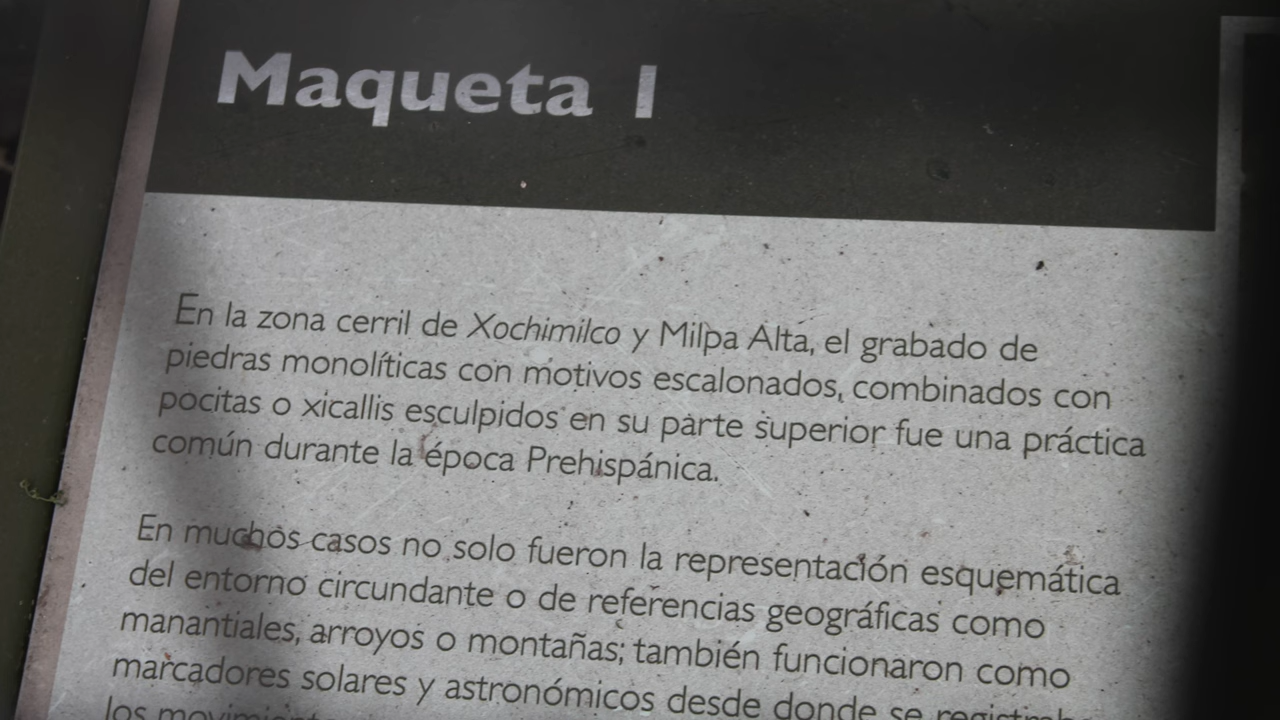 Maqueta 1
En la zona cerril de Xochimilco y Milpa Alta, el grabado de
piedras monolíticas con motivos escalonados, combinados con
pocitas o xicallis esculpidos en su parte superior fue una práctica
común durante la época Prehispánica.
En muchos casos no solo fueron la representación esquemática
del entorno circundante o de referencias geográficas como
manantiales, arroyos o montañas; también funcionaron como
marcadores solares y astronómicos desde donde se
los